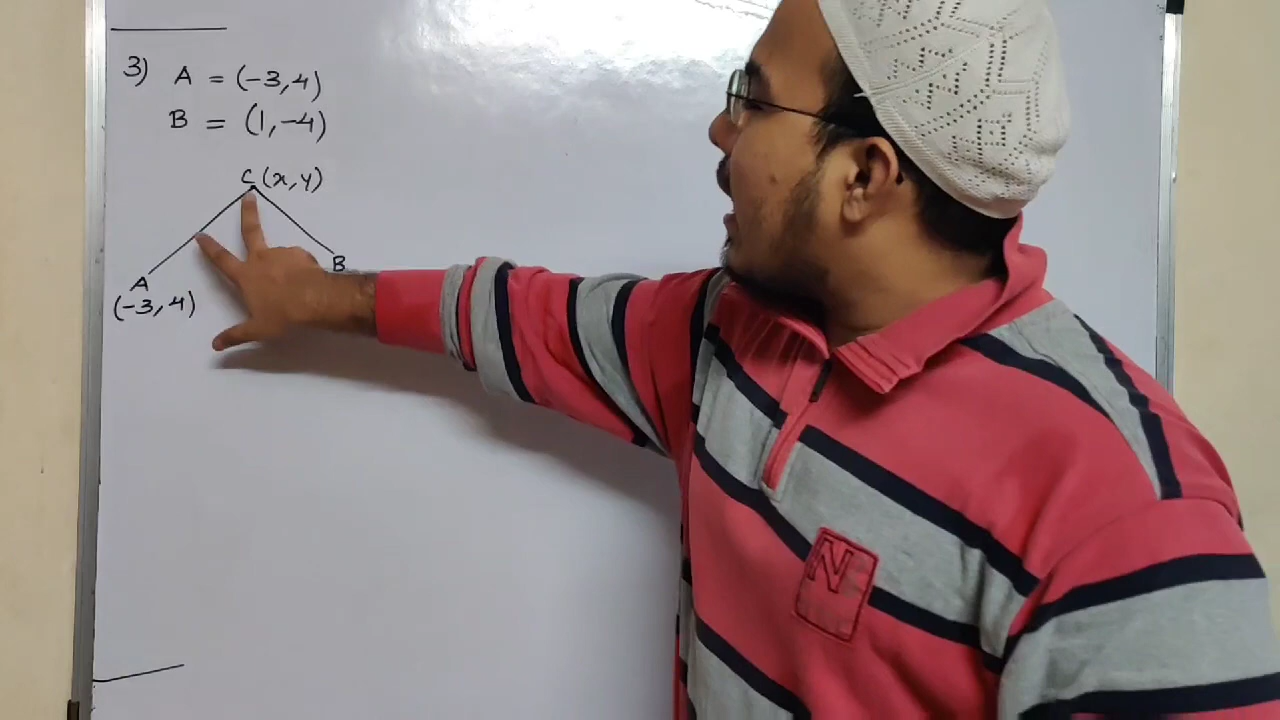 3) A = (-3,4)
B = (1,-4)
C(x,y)
A
B
(-3,4)
N